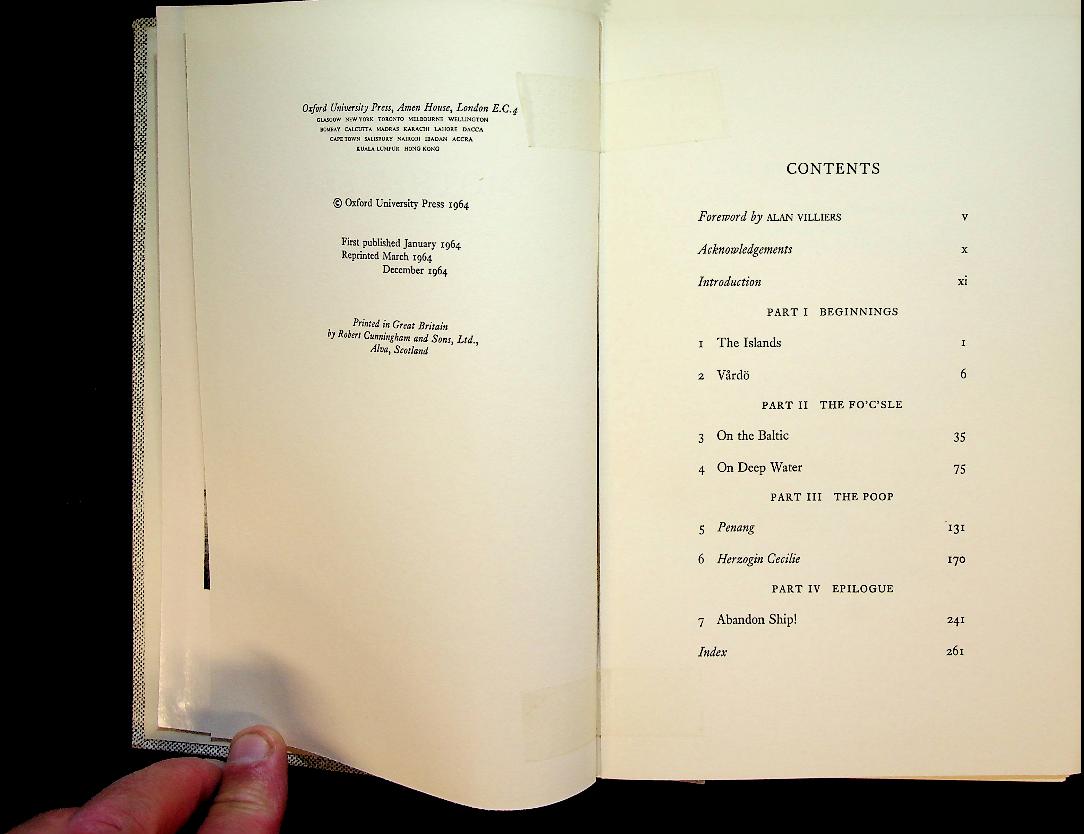 Oxford University Press, Amen House, London E.C.4
GLASGOW NEW YORK TORONTO MELBOURNE WELLINGTON
BOMBAY CALCUTTA MADRAS KARACHI LAHORE DACCA
CAPE TOWN SALISBURY NAIROBI IBADAN ACCRA
KUALA LUMPUR HONG KONG
© Oxford University Press 1964
First published January 1964
Reprinted March 1964
December 1964
Printed in Great Britain
by Robert Cunningham and Sons, Ltd.,
Alva, Scotland
CONTENTS
Foreword by ALAN VILLIERS v
Acknowledgements x
Introduction xi
PART I BEGINNINGS
1 The Islands 1
2 Vårdö 6
PART II THE FO'C'SLE
3 On the Baltic 35
4 On Deep Water 75
PART III THE POOP
5 Penang 131
6 Herzogin Cecilie 170
PART IV EPILOGUE
7 Abandon Ship! 241
Index 261